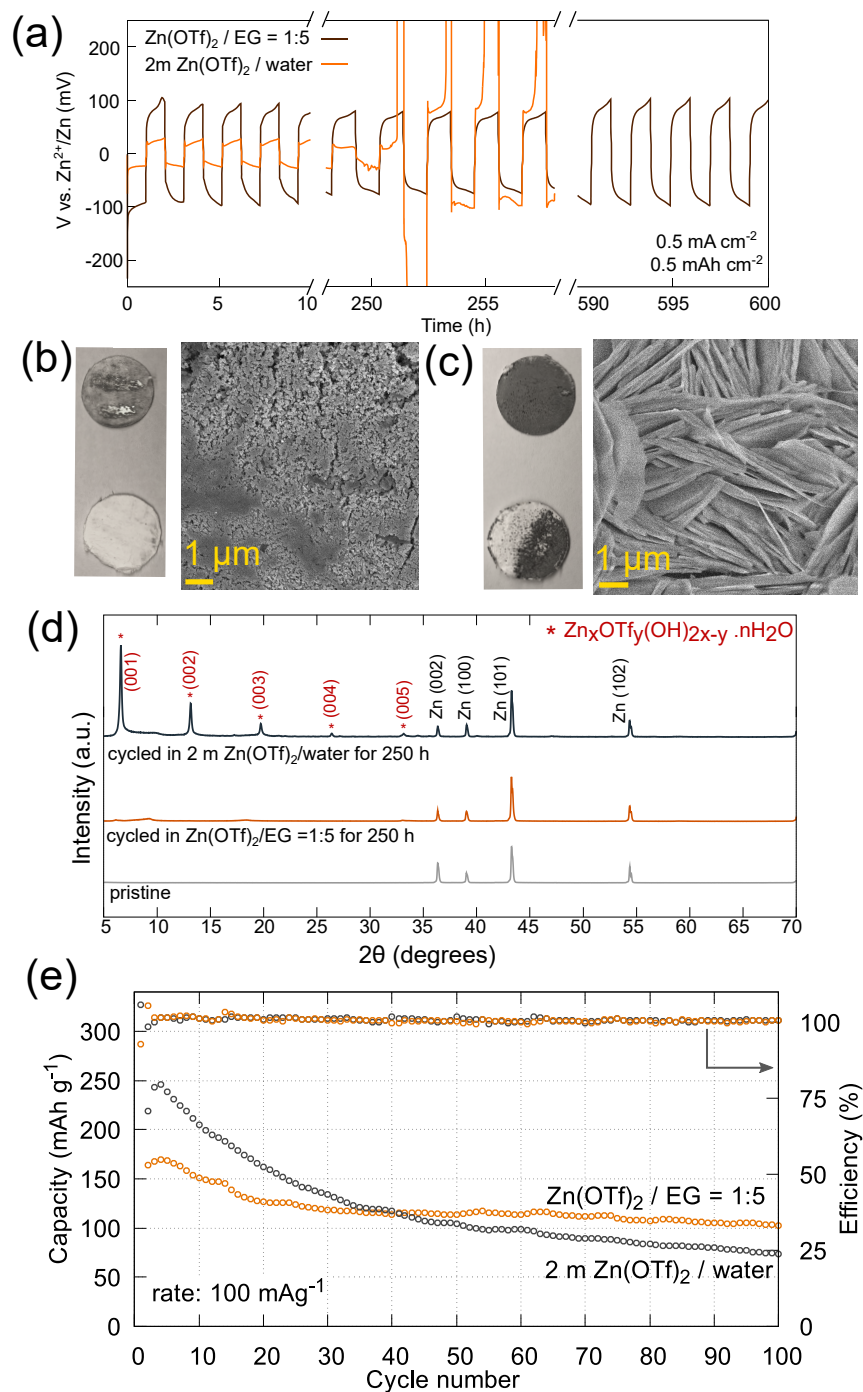 (a)
Zn(OTf)₂ / EG = 1:5
2m Zn(OTf)₂ / water
V vs. Zn²⁺/Zn (mV)
200
100
0
-100
-200
0.5 mA cm⁻²
0.5 mAh cm⁻²
0 5 10 250 255 590 595 600
Time (h)
(b)
1 μm
(c)
1 μm
(d)
* ZnₓOTfy(OH)2x-y .nH2O
Intensity (a.u.)
* (001)
* (002)
* (003)
* (004)
* (005)
Zn (002)
Zn (100)
Zn (101)
Zn (102)
cycled in 2 m Zn(OTf)₂/water for 250 h
cycled in Zn(OTf)₂/EG =1:5 for 250 h
pristine
5 10 15 20 25 30 35 40 45 50 55 60 65 70
2θ (degrees)
(e)
Capacity (mAh g⁻¹)
300
250
200
150
100
50
0
Efficiency (%)
100
75
50
25
0
Zn(OTf)₂ / EG = 1:5
2 m Zn(OTf)₂ / water
rate: 100 mAg⁻¹
0 10 20 30 40 50 60 70 80 90 100
Cycle number